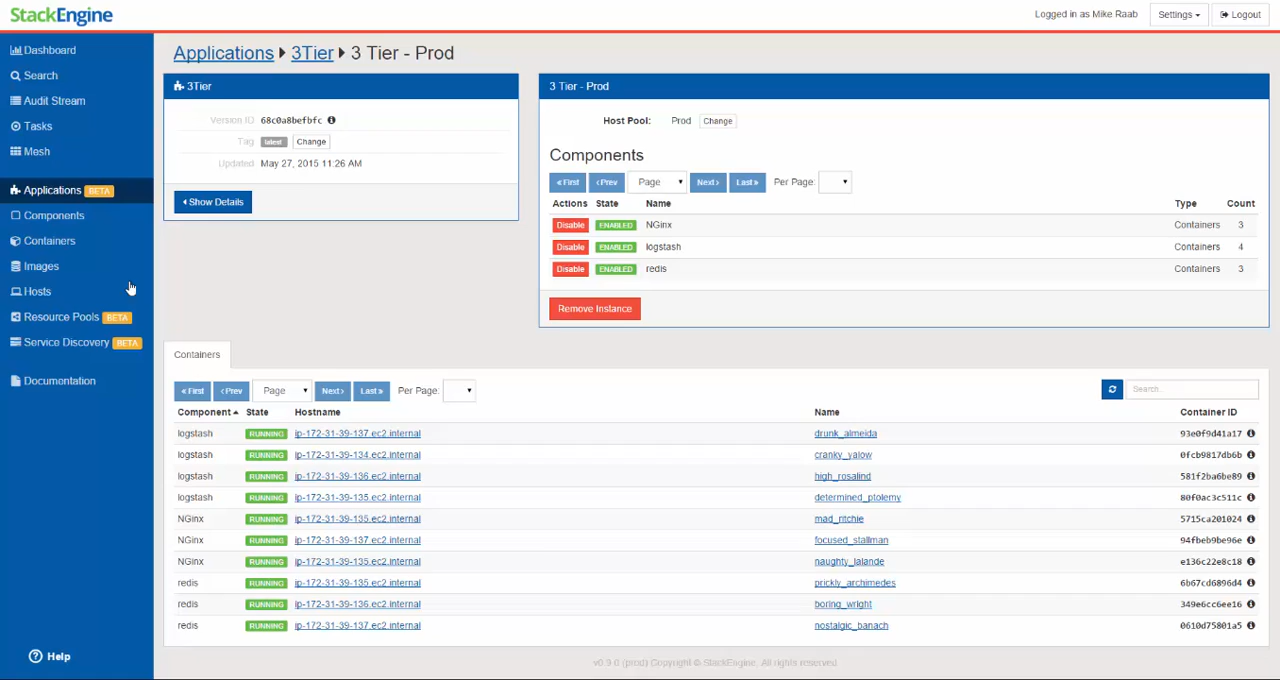 StackEngine
Logged in as Mike Raab
Settings
Logout
Dashboard
Search
Audit Stream
Tasks
Mesh
Applications BETA
Components
Containers
Images
Hosts
Resource Pools BETA
Service Discovery BETA
Documentation
Help
Applications 3Tier 3 Tier - Prod
3Tier
Version ID 68c0a8befbfc
Tag latest Change
Updated May 27, 2015 11:26 AM
Show Details
3 Tier - Prod
Host Pool: Prod Change
Components
« First ‹ Prev Page Next › Last » Per Page:
Actions State Name Type Count
Disable ENABLED NGinx Containers 3
Disable ENABLED logstash Containers 4
Disable ENABLED redis Containers 3
Remove Instance
Containers
« First ‹ Prev Page Next › Last » Per Page: Search..
Component State Hostname Name Container ID
logstash RUNNING ip-172-31-39-137.ec2.internal drunk_almeida 93e0f9d41a17
logstash RUNNING ip-172-31-39-134.ec2.internal cranky_yalow 0fcb9817db6b
logstash RUNNING ip-172-31-39-136.ec2.internal high_rosalind 581f2ba6be89
logstash RUNNING ip-172-31-39-135.ec2.internal determined_ptolemy 80f0ac3c511c
NGinx RUNNING ip-172-31-39-135.ec2.internal mad_ritchie 5715ca201024
NGinx RUNNING ip-172-31-39-137.ec2.internal focused_stallman 94fbeb9be96e
NGinx RUNNING ip-172-31-39-135.ec2.internal naughty_lalande e136c22e8c18
redis RUNNING ip-172-31-39-135.ec2.internal prickly_archimedes 6b67cd6896d4
redis RUNNING ip-172-31-39-136.ec2.internal boring_wright 349e6cc6ee16
redis RUNNING ip-172-31-39-137.ec2.internal nostalgic_banach 0610d75801a5
v0.9.0 (prod) Copyright © StackEngine. All rights reserved.